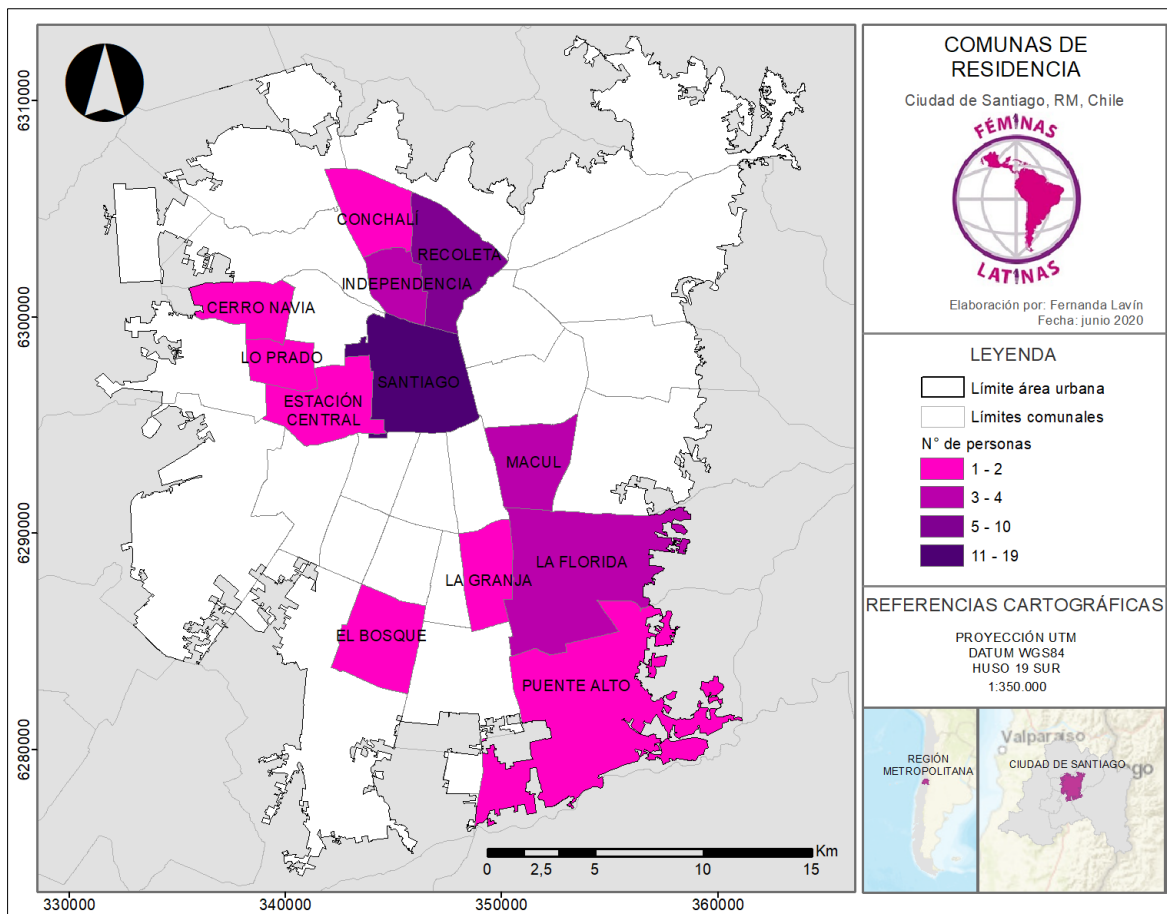 CONCHALÍ
RECOLETA
INDEPENDENCIA
CERRO NAVIA
LO PRADO
SANTIAGO
ESTACIÓN
CENTRAL
MACUL
LA FLORIDA
LA GRANJA
EL BOSQUE
PUENTE ALTO
6310000
6300000
6290000
6280000
330000
340000
350000
360000
0
2,5
5
10
15
Km
COMUNAS DE
RESIDENCIA
Ciudad de Santiago, RM, Chile
FÉMINAS
LATINAS
Elaboración por: Fernanda Lavín
Fecha: junio 2020
LEYENDA
Límite área urbana
Límites comunales
N° de personas
1 - 2
3 - 4
5 - 10
11 - 19
REFERENCIAS CARTOGRÁFICAS
PROYECCIÓN UTM
DATUM WGS84
HUSO 19 SUR
1:350.000
REGIÓN
METROPOLITANA
Valparaíso
CIUDAD DE SANTIAGO
go